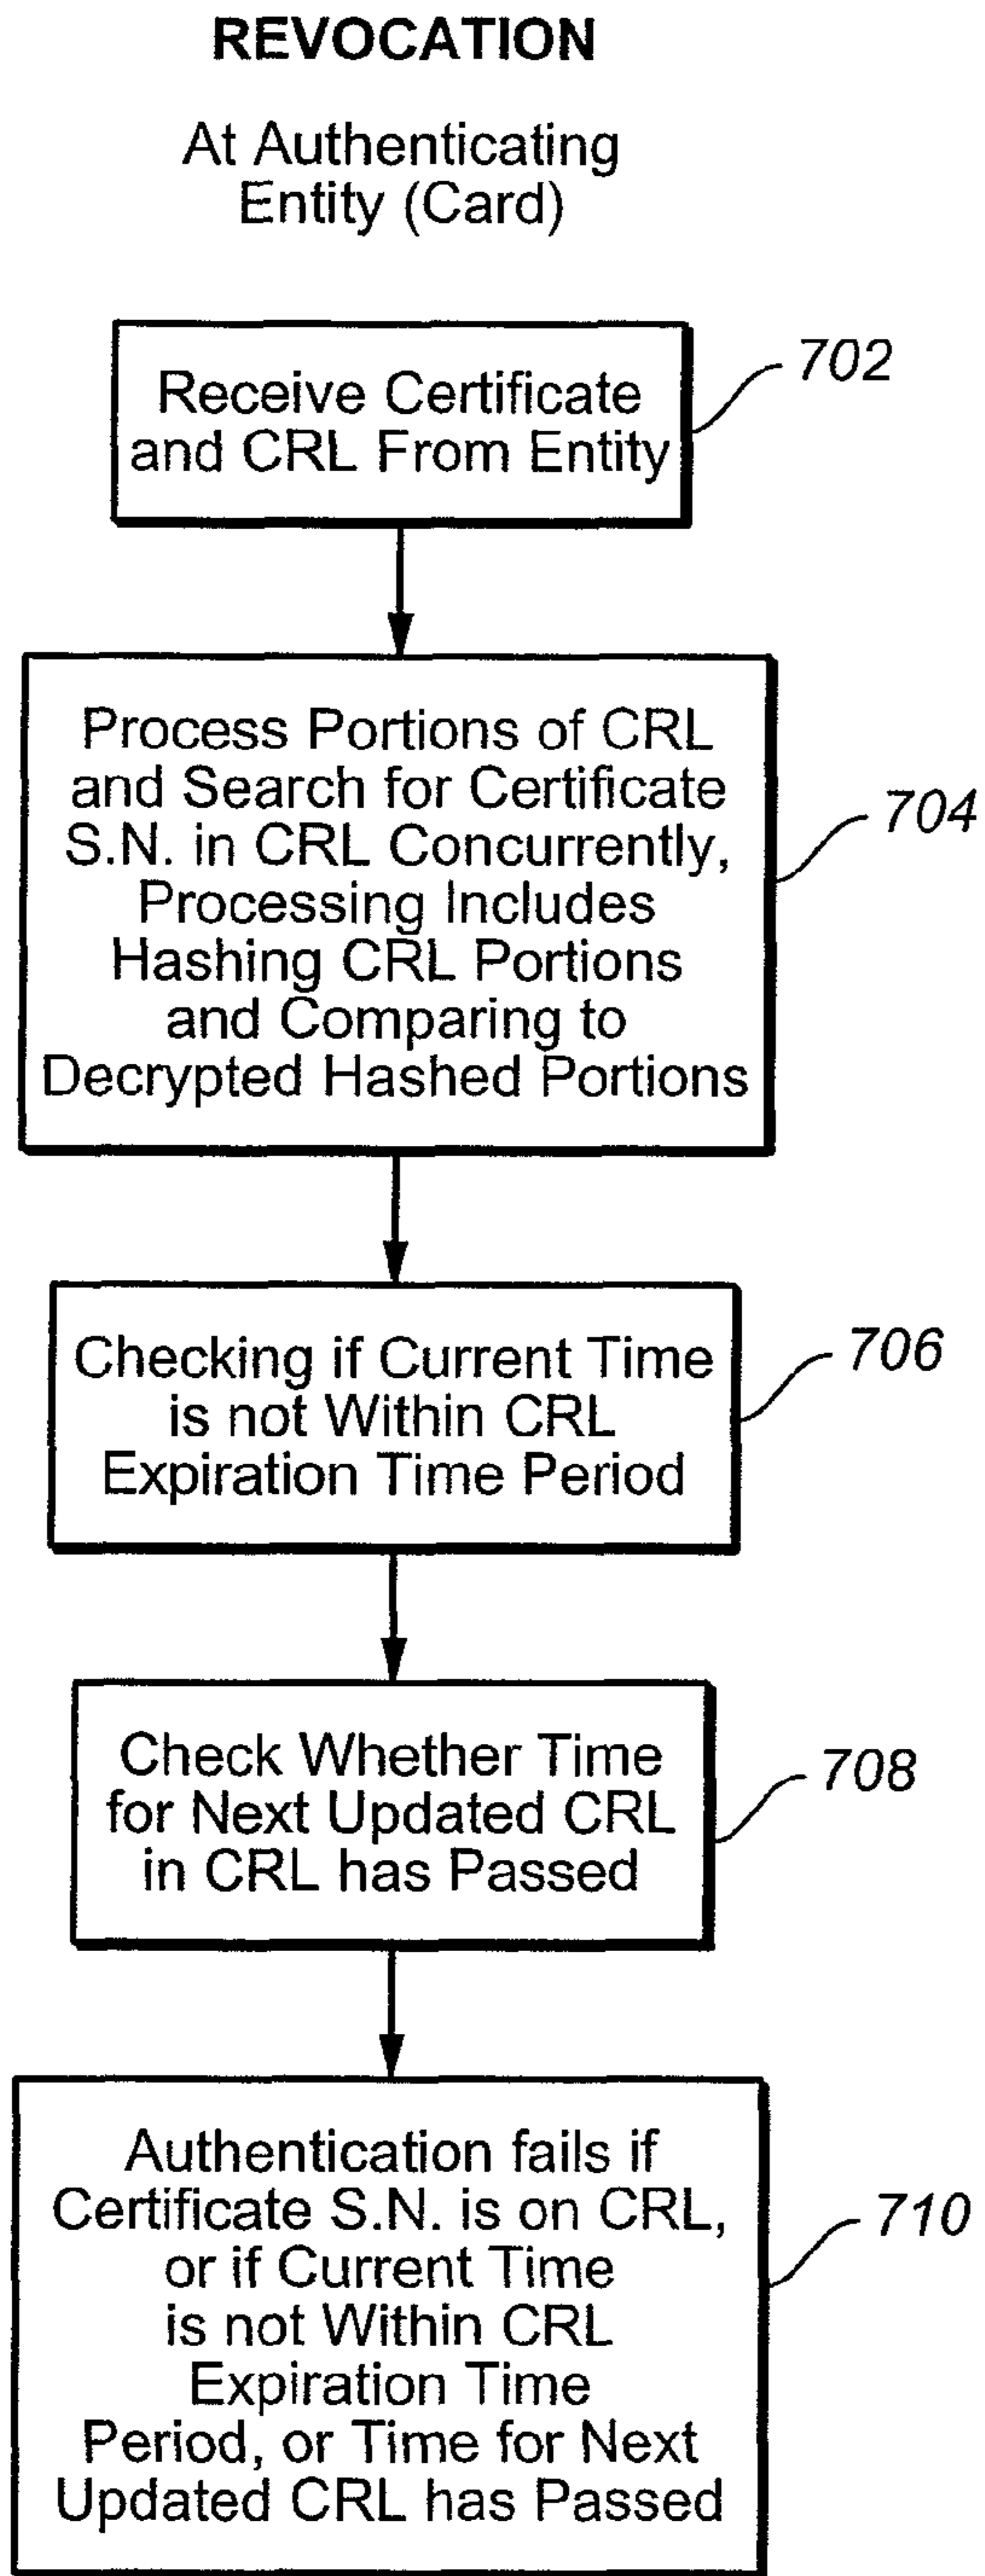 REVOCATION
At Authenticating
Entity (Card)
Receive Certificate
and CRL From Entity
702
Process Portions of CRL
and Search for Certificate
S.N. in CRL Concurrently,
Processing Includes
Hashing CRL Portions
and Comparing to
Decrypted Hashed Portions
704
Checking if Current Time
is not Within CRL
Expiration Time Period
706
Check Whether Time
for Next Updated CRL
in CRL has Passed
708
Authentication fails if
Certificate S.N. is on CRL,
or if Current Time
is not Within CRL
Expiration Time
Period, or Time for Next
Updated CRL has Passed
710